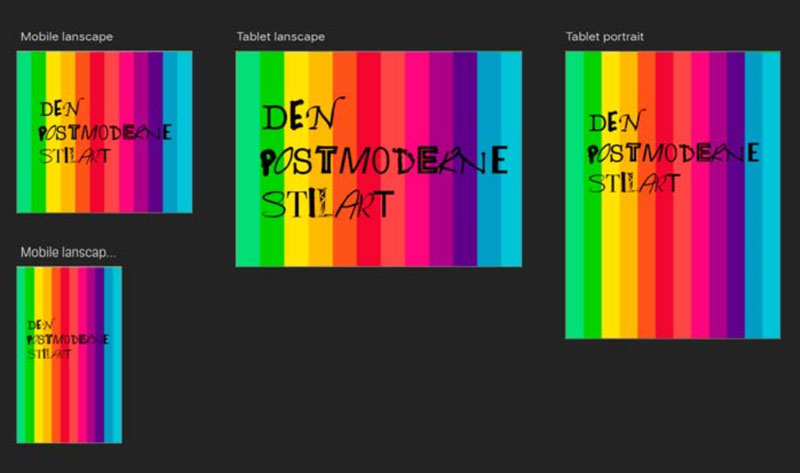 Mobile lanscape
DEN
POSTMODERNE
STILART
Tablet lanscape
DEN
POSTMODERNE
STILART
Tablet portrait
DEN
POSTMODERNE
STILART
Mobile lanscap...
DEN
POSTMODERNE
STILART